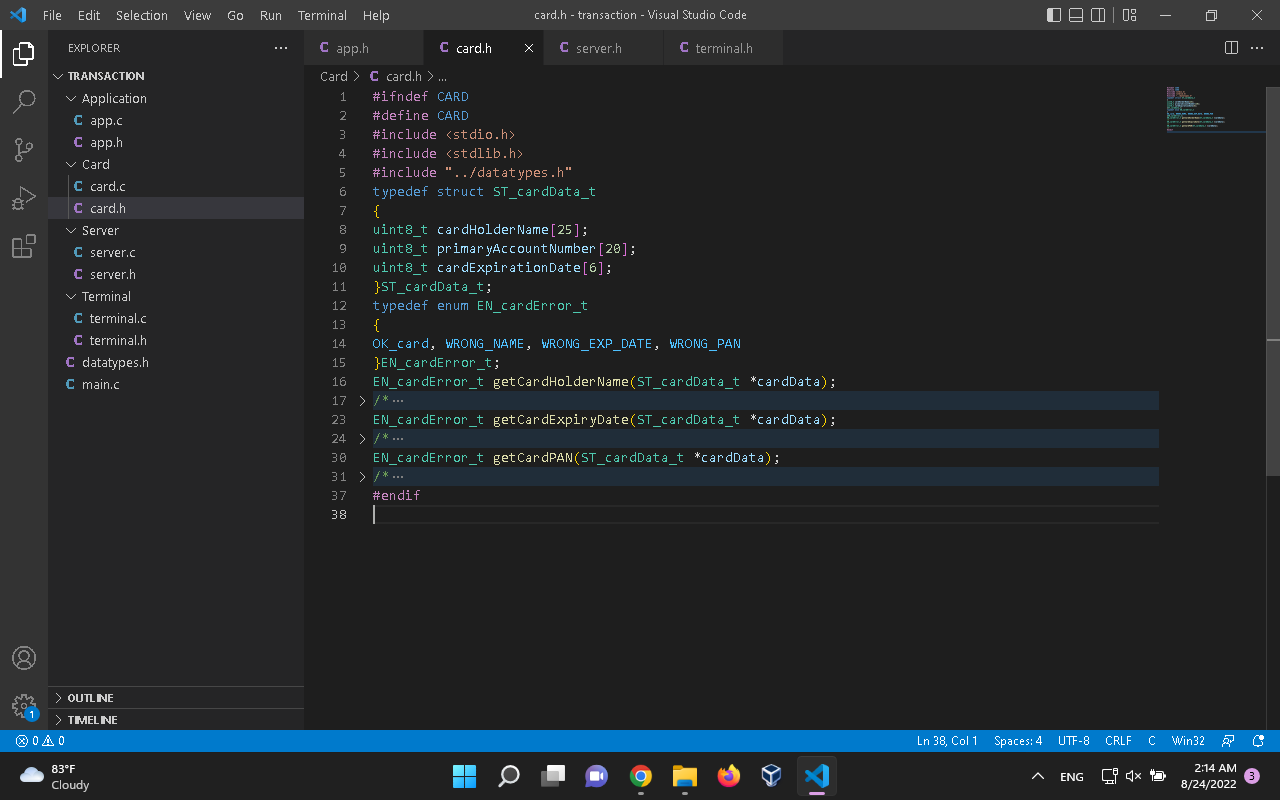 File Edit Selection View Go Run Terminal Help card.h - transaction - Visual Studio Code
EXPLORER
TRANSACTION
Application
app.c
app.h
Card
card.c
card.h
Server
server.c
server.h
Terminal
terminal.c
terminal.h
datatypes.h
main.c
OUTLINE
TIMELINE
app.h card.h server.h terminal.h
Card > card.h > ...
1 #ifndef CARD
2 #define CARD
3 #include <stdio.h>
4 #include <stdlib.h>
5 #include "../datatypes.h"
6 typedef struct ST_cardData_t
7 {
8 uint8_t cardHolderName[25];
9 uint8_t primaryAccountNumber[20];
10 uint8_t cardExpirationDate[6];
11 }ST_cardData_t;
12 typedef enum EN_cardError_t
13 {
14 OK_card, WRONG_NAME, WRONG_EXP_DATE, WRONG_PAN
15 }EN_cardError_t;
16 EN_cardError_t getCardHolderName(ST_cardData_t *cardData);
17 /*···
23 EN_cardError_t getCardExpiryDate(ST_cardData_t *cardData);
24 /*···
30 EN_cardError_t getCardPAN(ST_cardData_t *cardData);
31 /*···
37 #endif
38
1
0 0 Ln 38, Col 1 Spaces: 4 UTF-8 CRLF C Win32
83°F
Cloudy
ENG
2:14 AM
8/24/2022
3